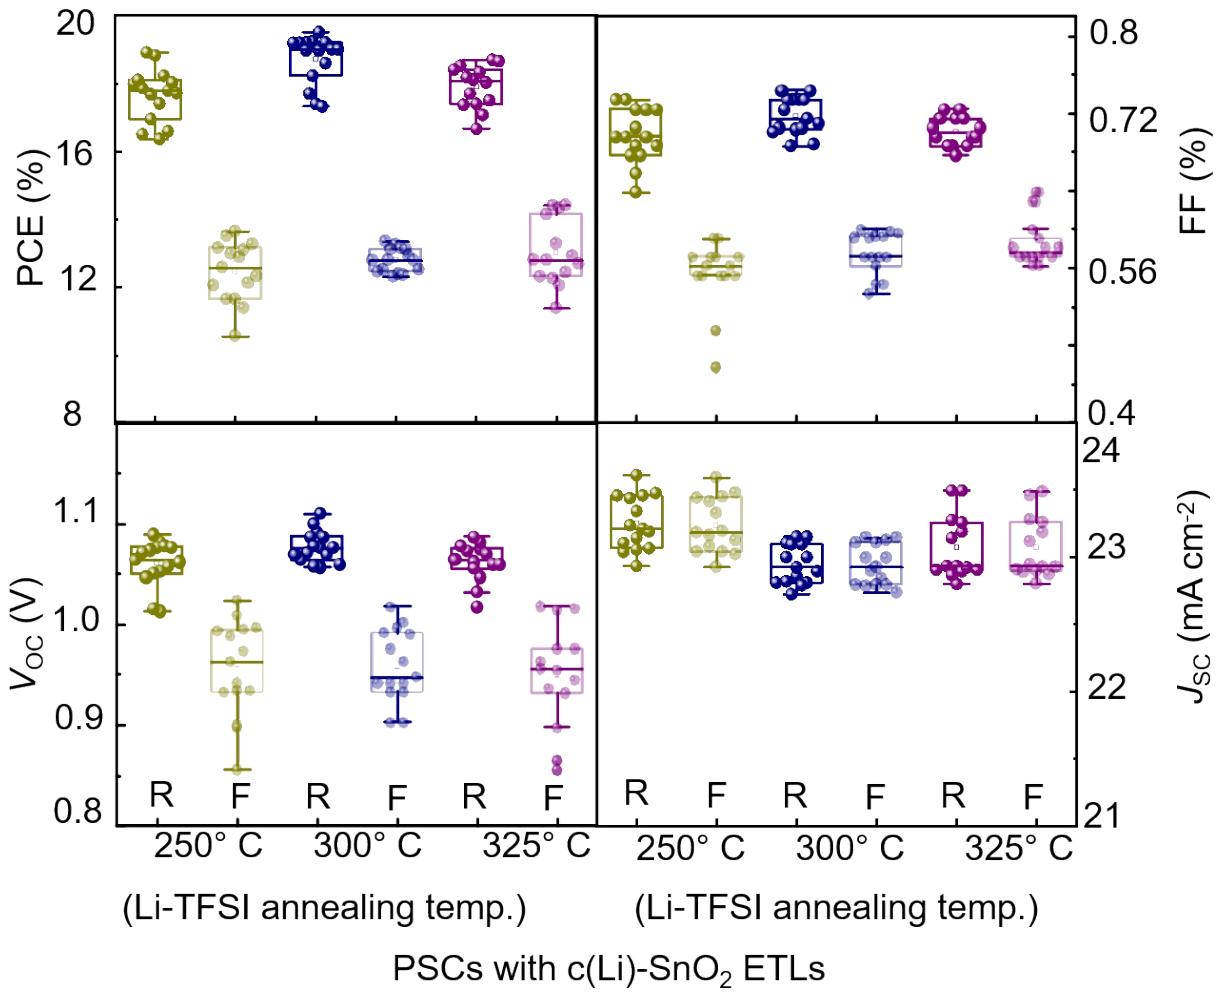 20
16
12
8
PCE (%)
0.8
0.72
0.56
0.4
FF (%)
1.1
1.0
0.9
0.8
V_OC (V)
24
23
22
21
J_SC (mA cm⁻²)
R F R F R F
R F R F R F
250° C 300° C 325° C
250° C 300° C 325° C
(Li-TFSI annealing temp.)
(Li-TFSI annealing temp.)
PSCs with c(Li)-SnO₂ ETLs